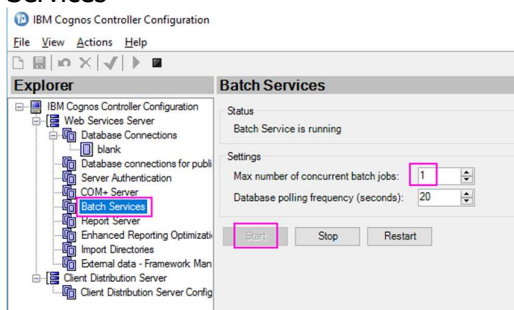 Services
IBM Cognos Controller Configuration
File View Actions Help
Explorer
Batch Services
IBM Cognos Controller Configuration
Web Services Server
Database Connections
blank
Database connections for publi
Server Authentication
COM+ Server
Batch Services
Report Server
Enhanced Reporting Optimizati
Import Directories
External data - Framework Man
Client Distribution Server
Client Distribution Server Config
Status
Batch Service is running
Settings
Max number of concurrent batch jobs: 1
Database polling frequency (seconds): 20
Start Stop Restart